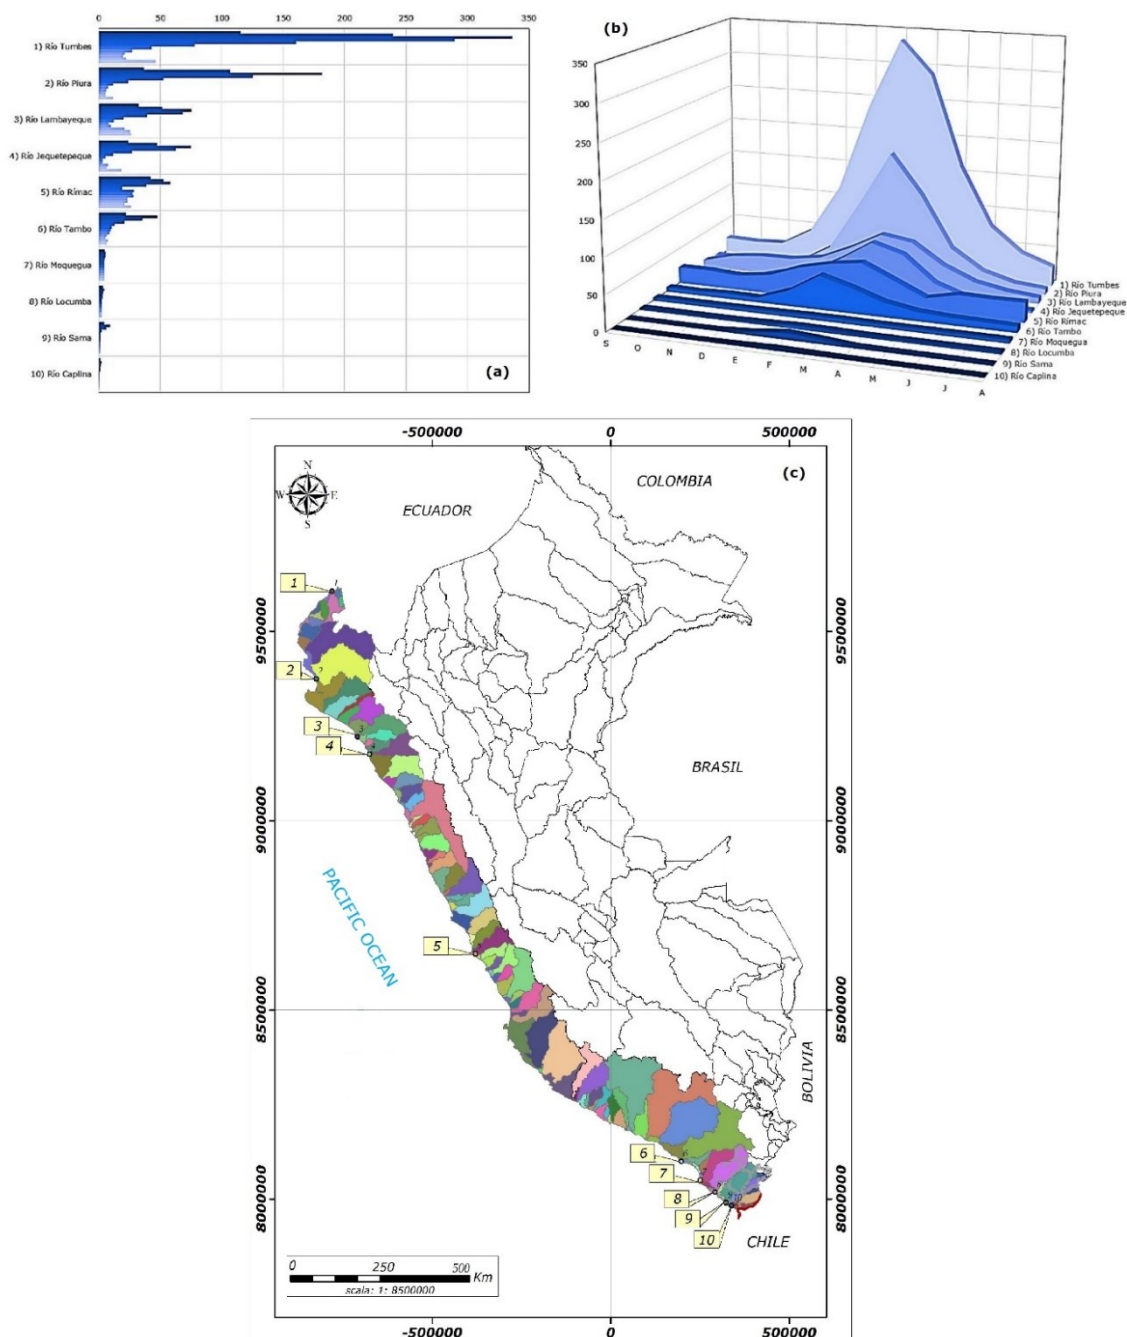 0 50 100 150 200 250 300 350
1) Río Tumbes
2) Río Piura
3) Río Lambayeque
4) Río Jequetepeque
5) Río Rímac
6) Río Tambo
7) Río Moquegua
8) Río Locumba
9) Río Sama
10) Río Caplina
(a)
(b)
350
300
250
200
150
100
50
0
S O N D E F M A M J J A
1) Río Tumbes
2) Río Piura
3) Río Lambayeque
4) Río Jequetepeque
5) Río Rímac
6) Río Tambo
7) Río Moquegua
8) Río Locumba
9) Río Sama
10) Río Caplina
-500000 0 500000
(c)
N
W E
S
COLOMBIA
ECUADOR
BRASIL
BOLIVIA
CHILE
PACIFIC OCEAN
1
2
3
4
5
6
7
8
9
10
9500000
9000000
8500000
8000000
9500000
9000000
8500000
8000000
0 250 500 Km
scala: 1: 8500000
-500000 0 500000